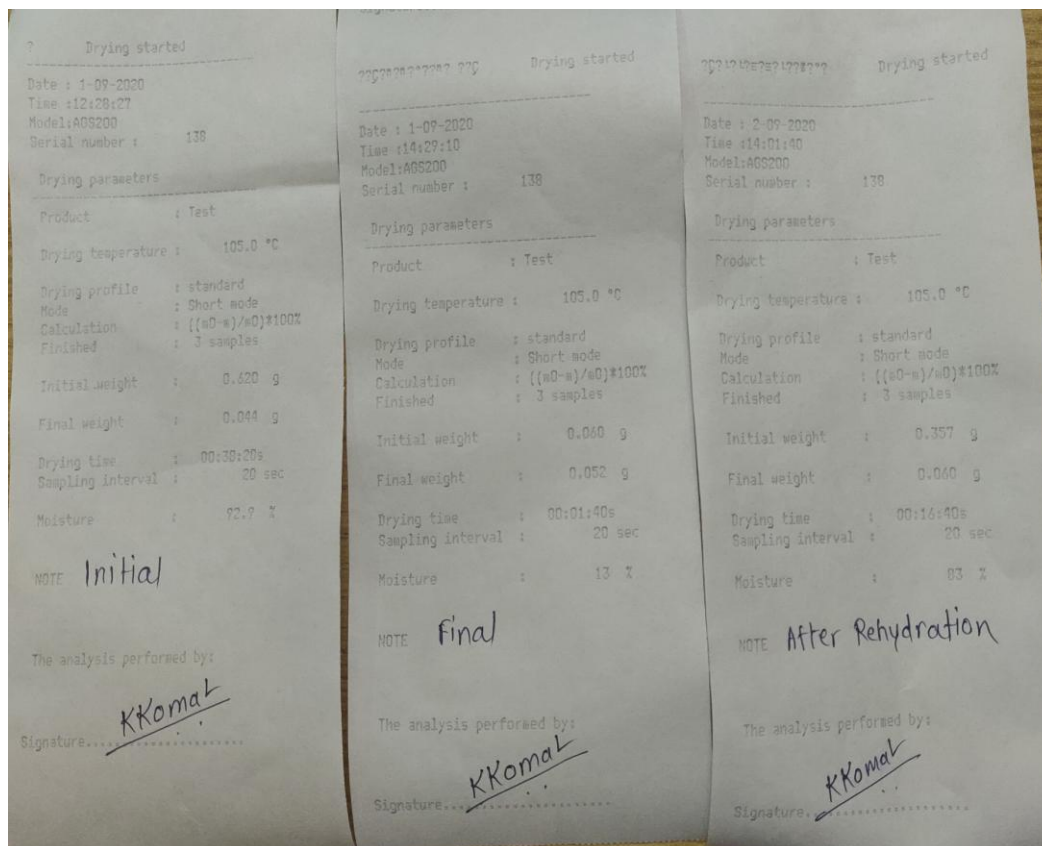 ? Drying started
Date : 1-09-2020
Time :12:28:27
Model:AGS200
Serial number : 138
Drying parameters
Product : Test
Drying temperature : 105.0 °C
Drying profile : standard
Mode : Short mode
Calculation : ((m0-m)/m0)*100%
Finished : 3 samples
Initial weight : 0.620 g
Final weight : 0.044 g
Drying time : 00:38:20s
Sampling interval : 20 sec
Moisture : 92.9 %
NOTE Initial
The analysis performed by:
KKomal
Signature........................
Drying started
Date : 1-09-2020
Time :14:29:10
Model:AGS200
Serial number : 138
Drying parameters
Product : Test
Drying temperature : 105.0 °C
Drying profile : standard
Mode : Short mode
Calculation : ((m0-m)/m0)*100%
Finished : 3 samples
Initial weight : 0.060 g
Final weight : 0.052 g
Drying time : 00:01:40s
Sampling interval : 20 sec
Moisture : 13 %
NOTE Final
The analysis performed by:
KKomal
Signature........................
Drying started
Date : 2-09-2020
Time :14:01:40
Model:AGS200
Serial number : 138
Drying parameters
Product : Test
Drying temperature : 105.0 °C
Drying profile : standard
Mode : Short mode
Calculation : ((m0-m)/m0)*100%
Finished : 3 samples
Initial weight : 0.357 g
Final weight : 0.060 g
Drying time : 00:16:40s
Sampling interval : 20 sec
Moisture : 83 %
NOTE After Rehydration
The analysis performed by:
KKomal
Signature........................